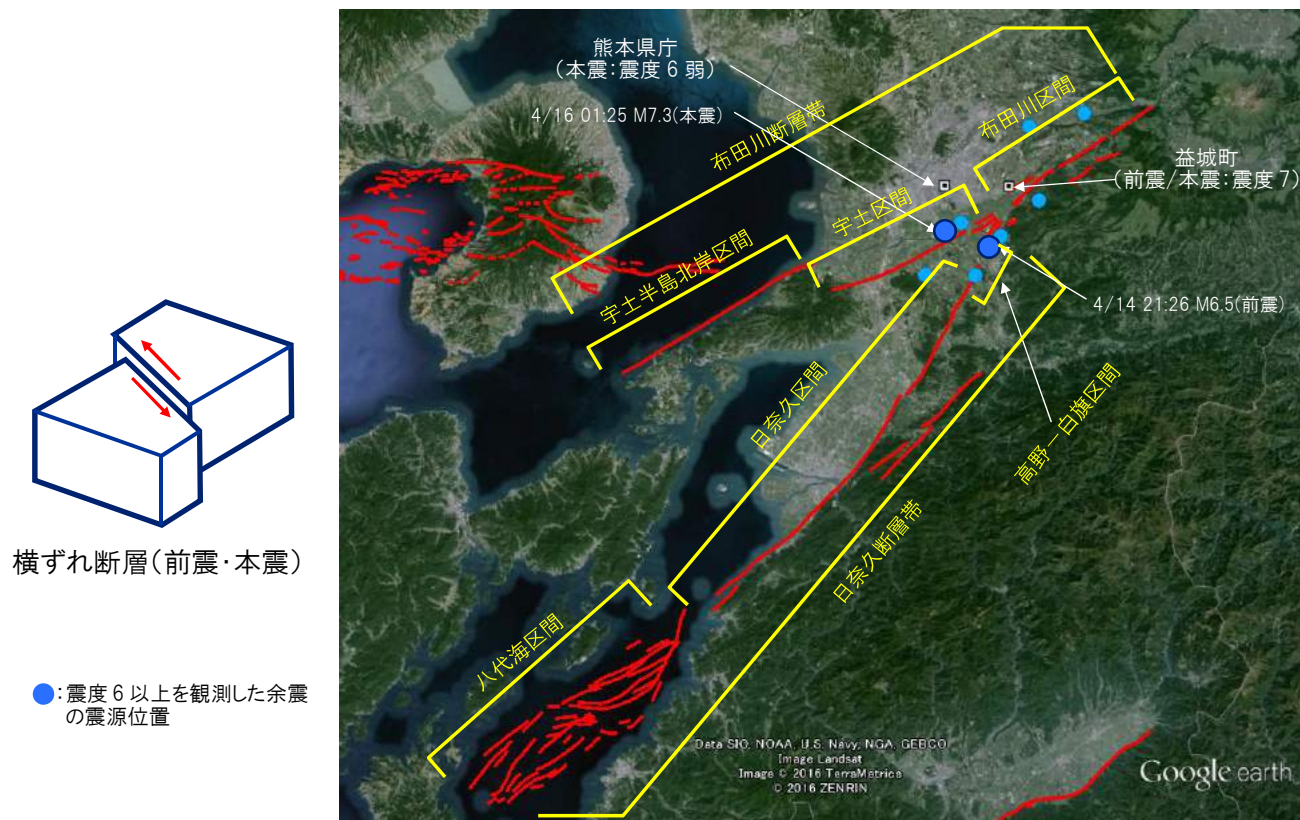 熊本県庁
（本震：震度６弱）
4/16 01:25 M7.3(本震)
布田川断層帯
布田川区間
益城町
（前震/本震：震度７）
宇土区間
宇土半島北岸区間
4/14 21:26 M6.5(前震)
日奈久区間
高野－白旗区間
日奈久断層帯
八代海区間
横ずれ断層（前震・本震）
：震度６以上を観測した余震
の震源位置
Data SIO, NOAA, U.S. Navy, NGA, GEBCO
Image Landsat
Image © 2016 TerraMetrics
© 2016 ZENRIN
Google earth